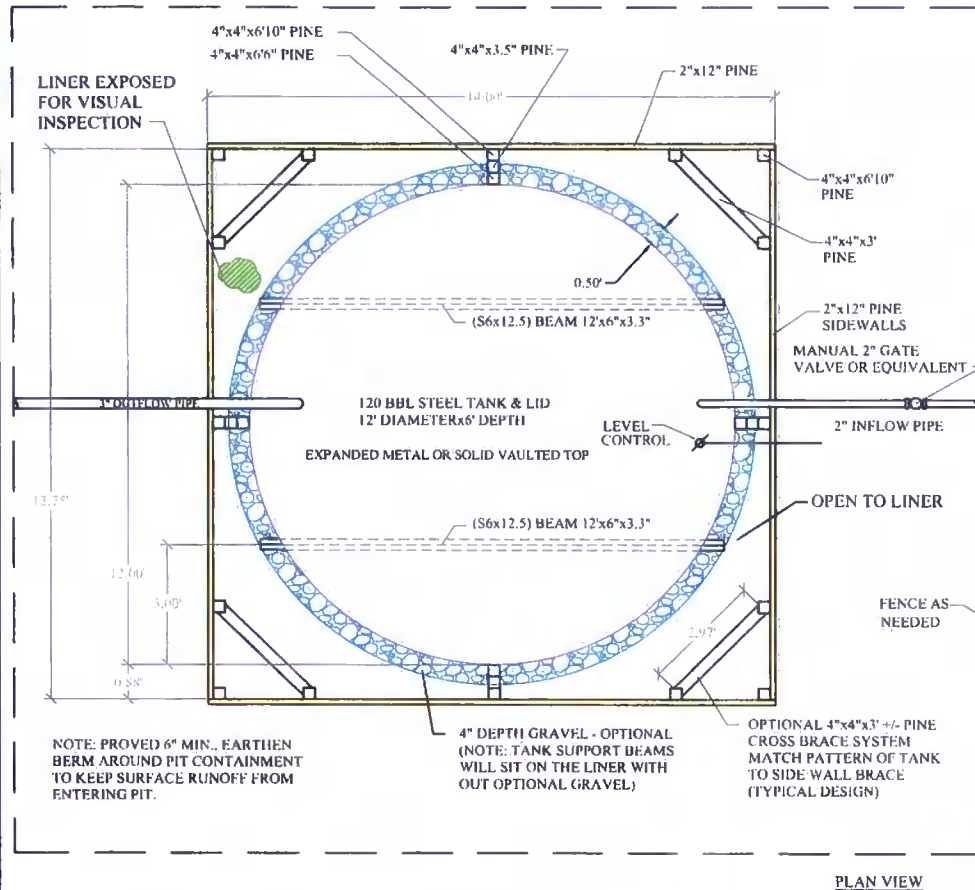 4"x4"x6'10" PINE
4"x4"x6'6" PINE
4"x4"x3.5" PINE
2"x12" PINE
LINER EXPOSED
FOR VISUAL
INSPECTION
14.00'
4"x4"x6'10"
PINE
4"x4"x3'
PINE
0.50'
(S6x12.5) BEAM 12'x6"x3.3"
2"x12" PINE
SIDEWALLS
MANUAL 2" GATE
VALVE OR EQUIVALENT
3" OUTFLOW PIPE
120 BBL STEEL TANK & LID
12' DIAMETERx6' DEPTH
EXPANDED METAL OR SOLID VAULTED TOP
LEVEL
CONTROL
2" INFLOW PIPE
13.75'
12.00'
OPEN TO LINER
(S6x12.5) BEAM 12'x6"x3.3"
3.00'
2.97'
FENCE AS
NEEDED
0.88'
NOTE: PROVED 6" MIN., EARTHEN
BERM AROUND PIT CONTAINMENT
TO KEEP SURFACE RUNOFF FROM
ENTERING PIT.
4" DEPTH GRAVEL - OPTIONAL
(NOTE: TANK SUPPORT BEAMS
WILL SIT ON THE LINER WITH
OUT OPTIONAL GRAVEL)
OPTIONAL 4"x4"x3' +/- PINE
CROSS BRACE SYSTEM
MATCH PATTERN OF TANK
TO SIDE WALL BRACE
(TYPICAL DESIGN)
PLAN VIEW